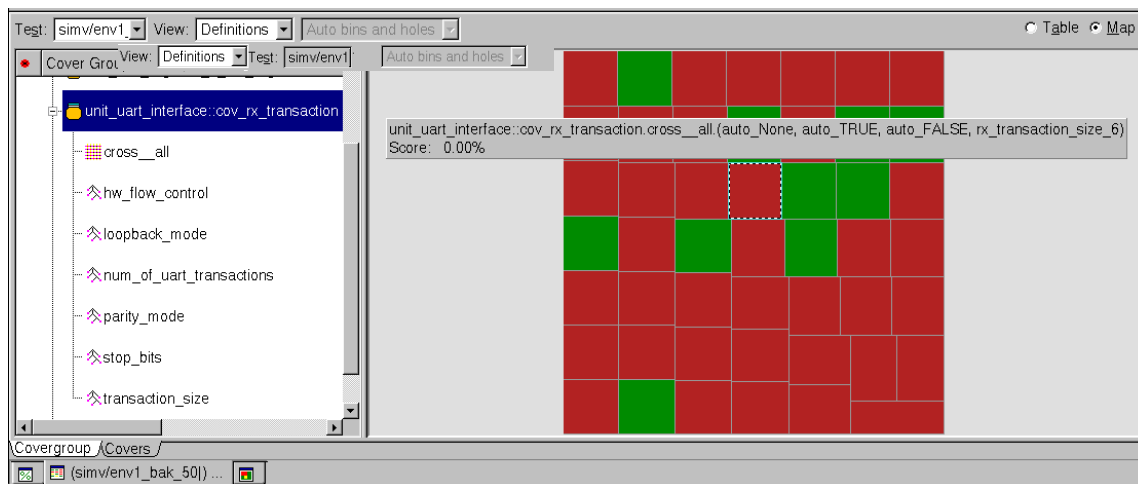 Test: simv/env1_ View: Definitions Auto bins and holes Table Map
Cover Grou View: Definitions Test: simv/env1 Auto bins and holes
unit_uart_interface::cov_rx_transaction
unit_uart_interface::cov_rx_transaction.cross__all.(auto_None, auto_TRUE, auto_FALSE, rx_transaction_size_6)
Score: 0.00%
cross__all
hw_flow_control
loopback_mode
num_of_uart_transactions
parity_mode
stop_bits
transaction_size
Covergroup Covers
% (simv/env1_bak_50|) ...